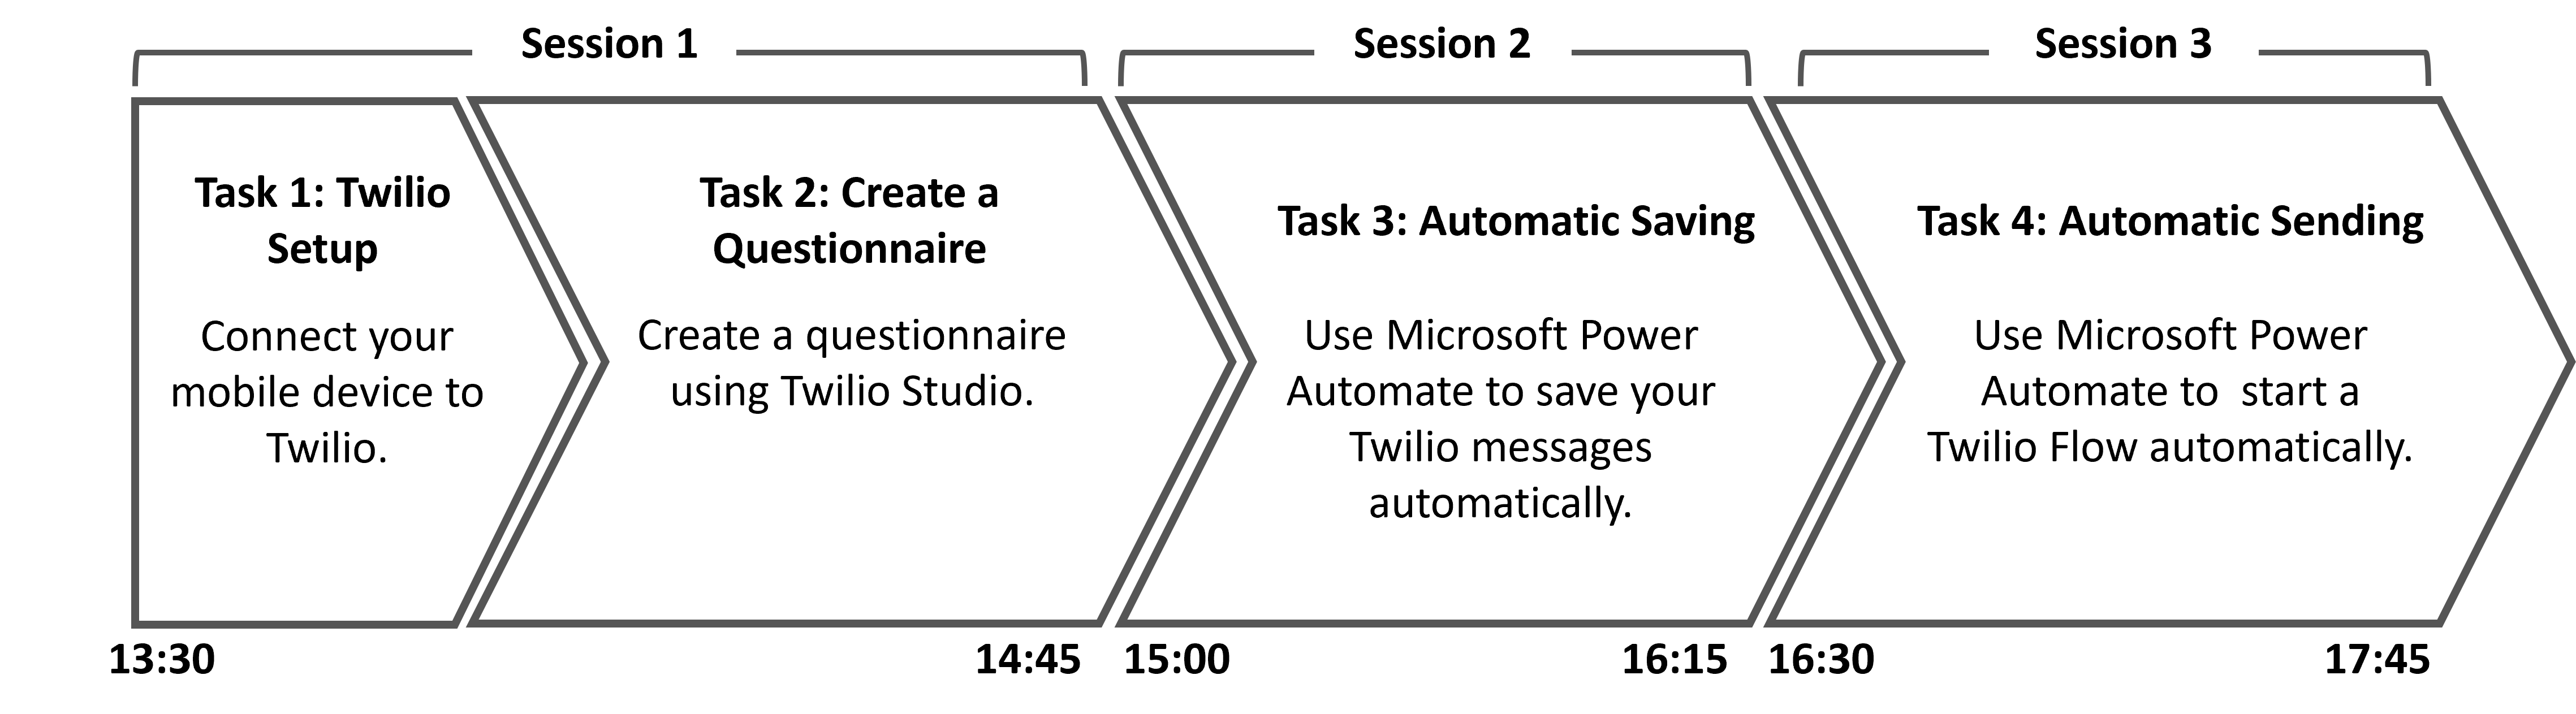 Session 1
Session 2
Session 3
Task 1: Twilio
Setup
Connect your
mobile device to
Twilio.
Task 2: Create a
Questionnaire
Create a questionnaire
using Twilio Studio.
Task 3: Automatic Saving
Use Microsoft Power
Automate to save your
Twilio messages
automatically.
Task 4: Automatic Sending
Use Microsoft Power
Automate to  start a
Twilio Flow automatically.
13:30
14:45
15:00
16:15
16:30
17:45